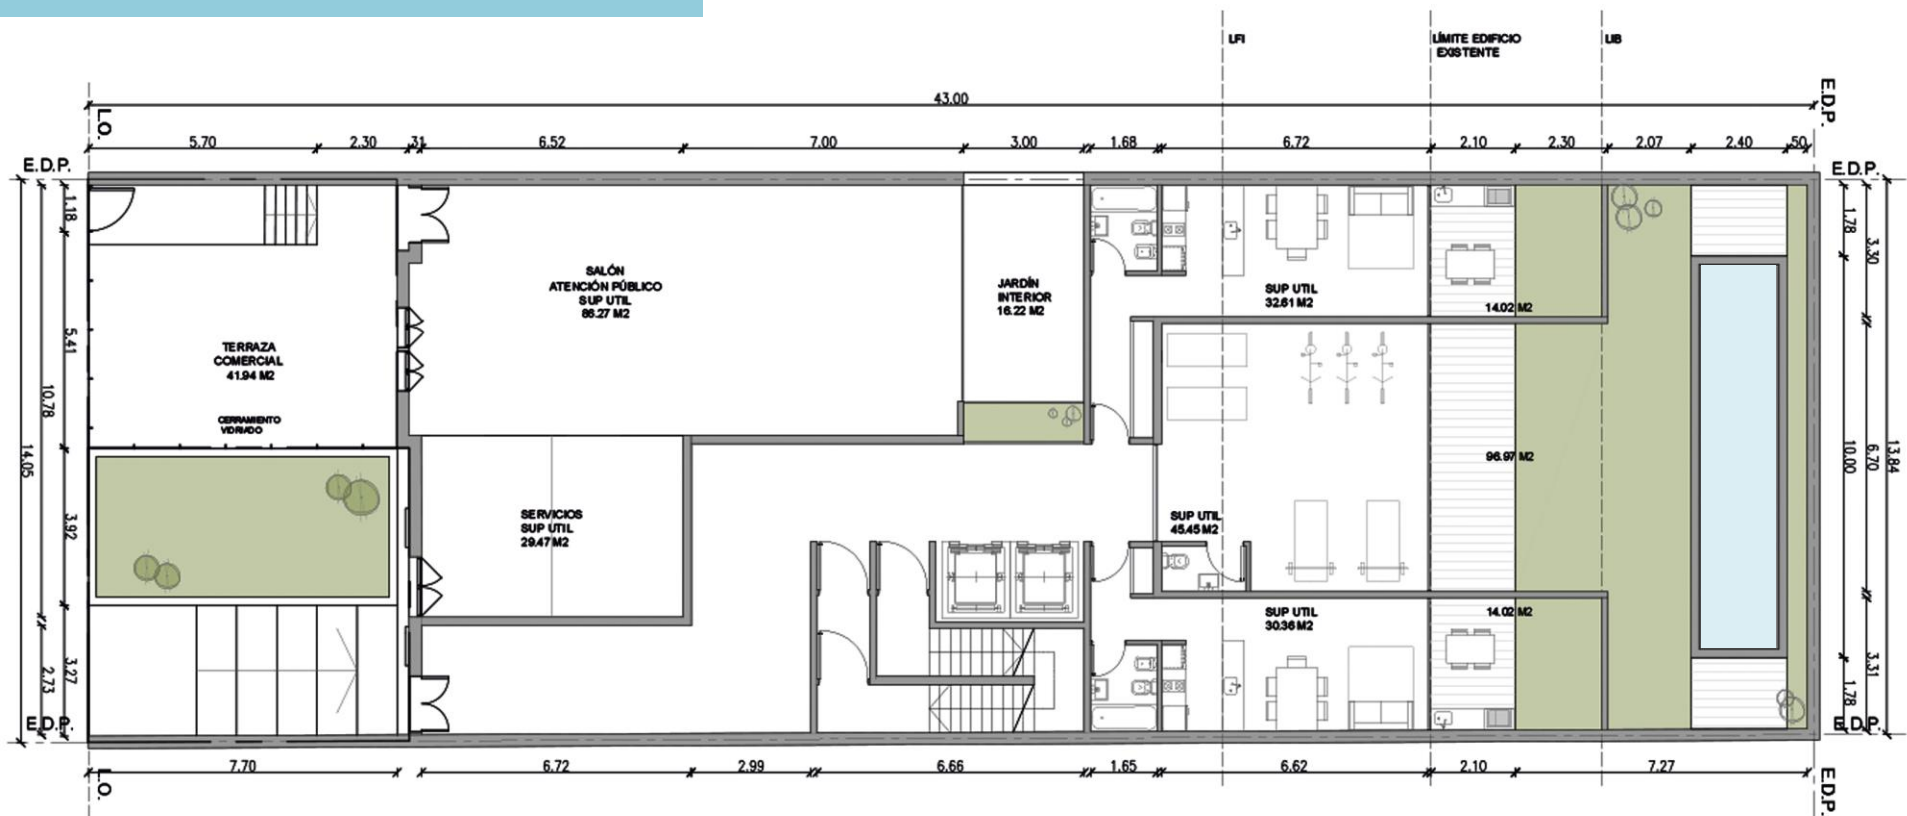 LFI
LÍMITE EDIFICIO
EXISTENTE
LIB
E.D.P.
L.O.
43.00
5.70
2.30
.31
6.52
7.00
3.00
1.68
6.72
2.10
2.30
2.07
2.40
.50
E.D.P.
E.D.P.
1.18
5.41
10.78
14.05
3.92
3.27
2.73
1.78
3.30
10.00
6.70
13.84
3.31
1.78
SALÓN
ATENCIÓN PÚBLICO
SUP UTIL
86.27 M2
JARDÍN
INTERIOR
16.22 M2
SUP UTIL
32.61 M2
14.02 M2
TERRAZA
COMERCIAL
41.94 M2
CERRAMIENTO
VIDRIADO
96.97 M2
SERVICIOS
SUP UTIL
29.47 M2
SUP UTIL
45.45 M2
SUP UTIL
30.36 M2
14.02 M2
E.D.P.
E.D.P.
7.70
6.72
2.99
6.66
1.65
6.62
2.10
7.27
L.O.
E.D.P.